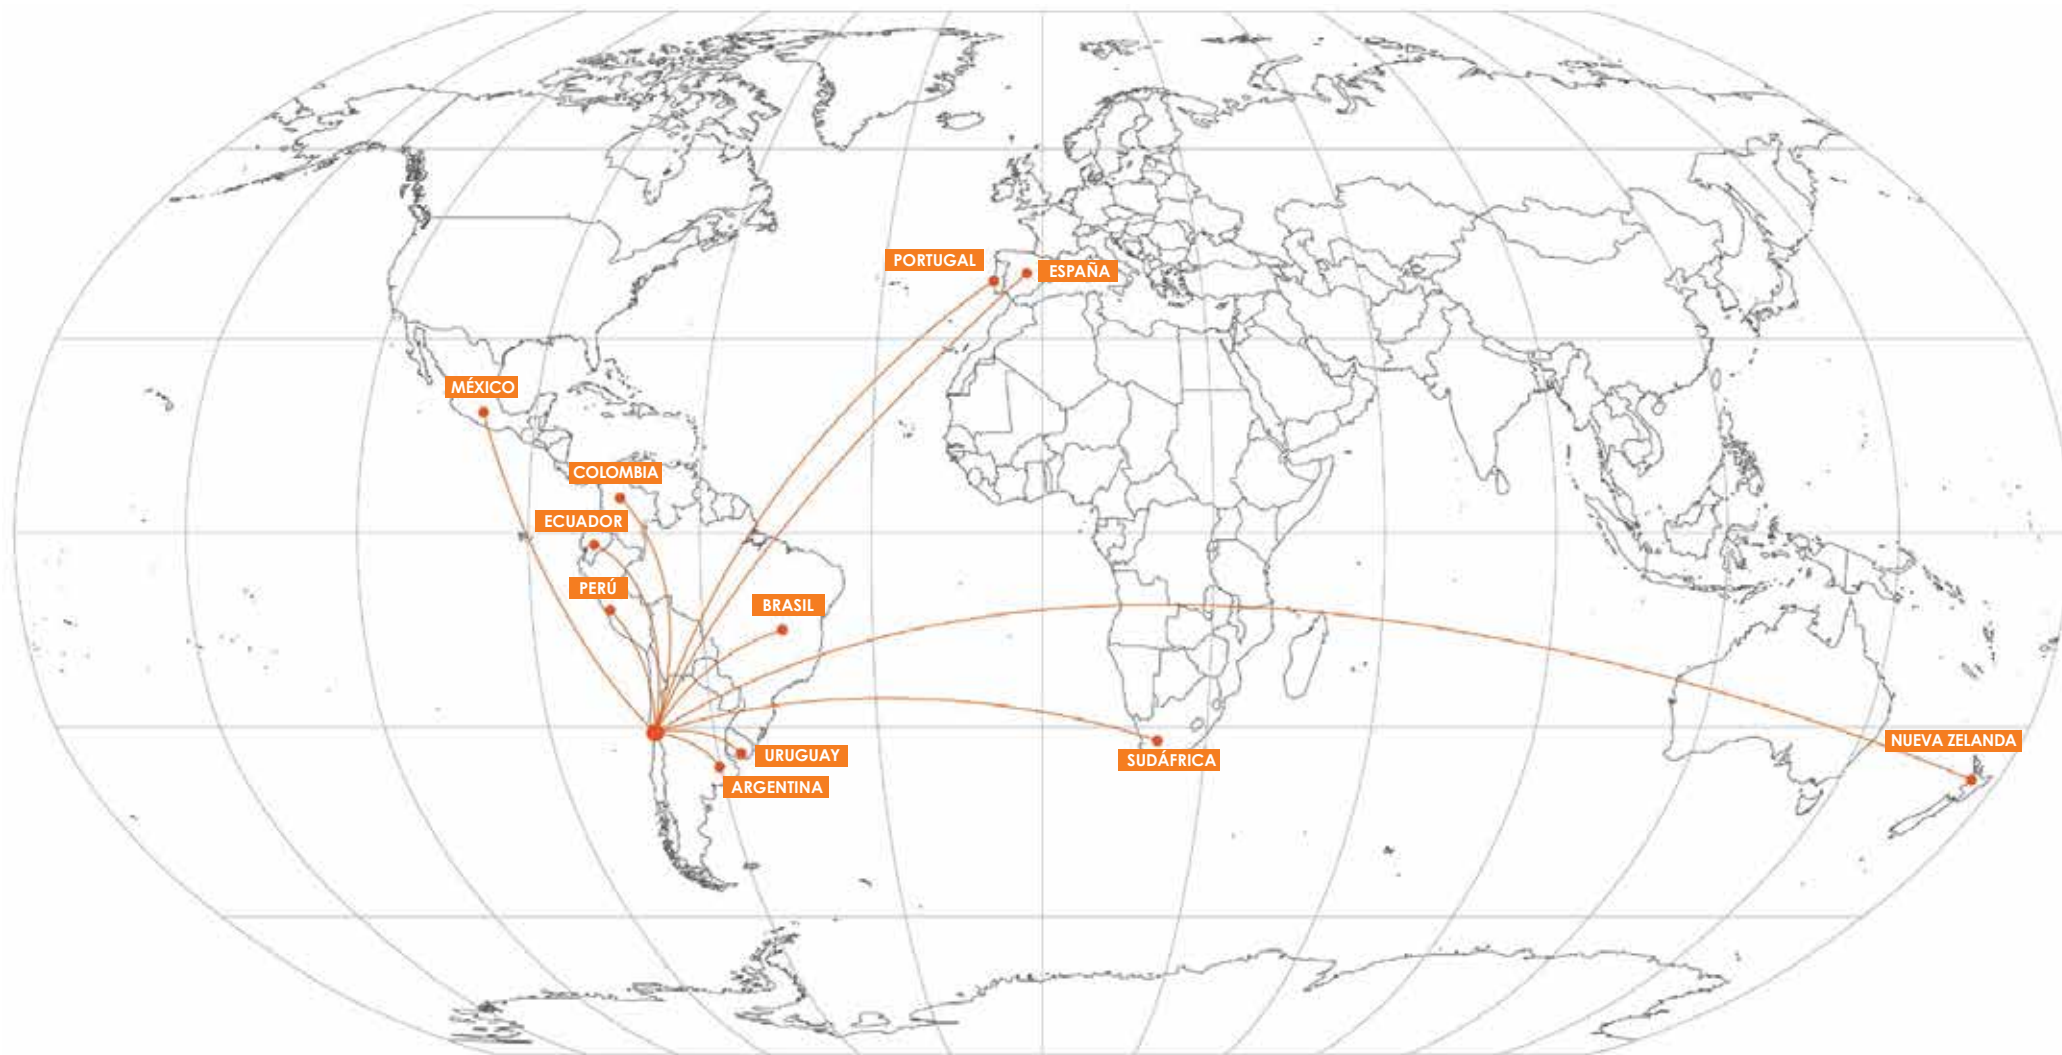 PORTUGAL
ESPAÑA
MÉXICO
COLOMBIA
ECUADOR
PERÚ
BRASIL
URUGUAY
ARGENTINA
SUDÁFRICA
NUEVA ZELANDA